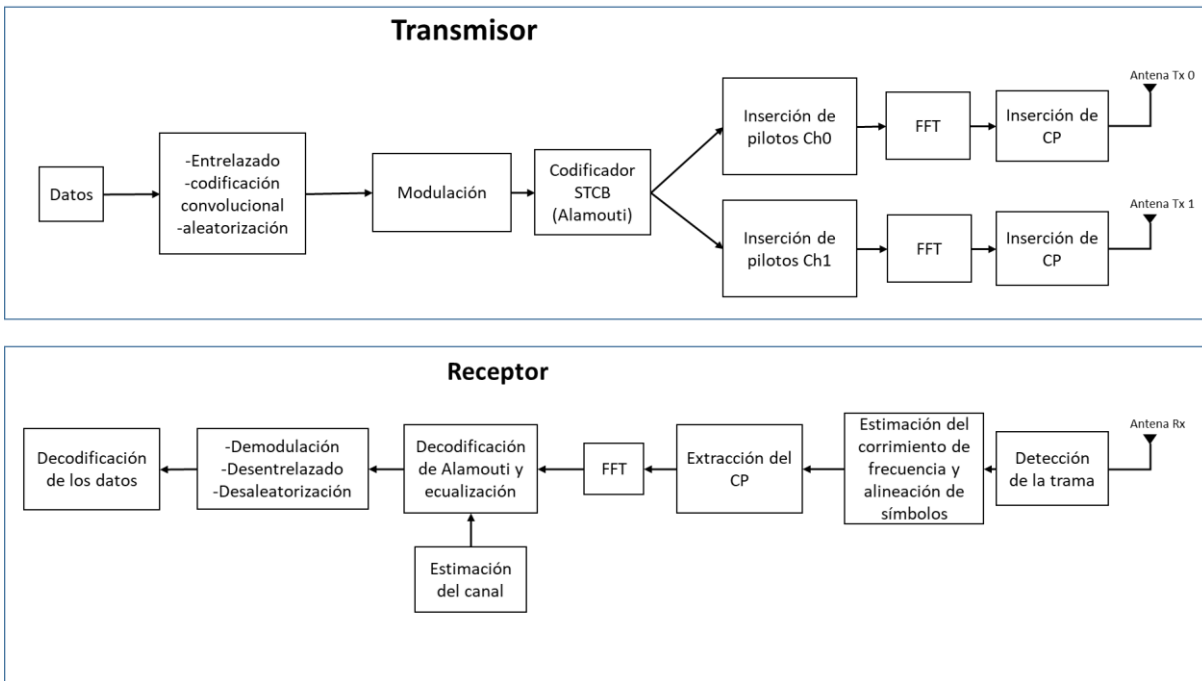 Transmisor
Datos
-Entrelazado
-codificación
convolucional
-aleatorización
Modulación
Codificador
STCB
(Alamouti)
Inserción de
pilotos Ch0
FFT
Inserción de
CP
Antena Tx 0
Inserción de
pilotos Ch1
FFT
Inserción de
CP
Antena Tx 1
Receptor
Decodificación
de los datos
-Demodulación
-Desentrelazado
-Desaleatorización
Decodificación
de Alamouti y
ecualización
Estimación
del canal
FFT
Extracción del
CP
Estimación del
corrimiento de
frecuencia y
alineación de
símbolos
Detección
de la trama
Antena Rx